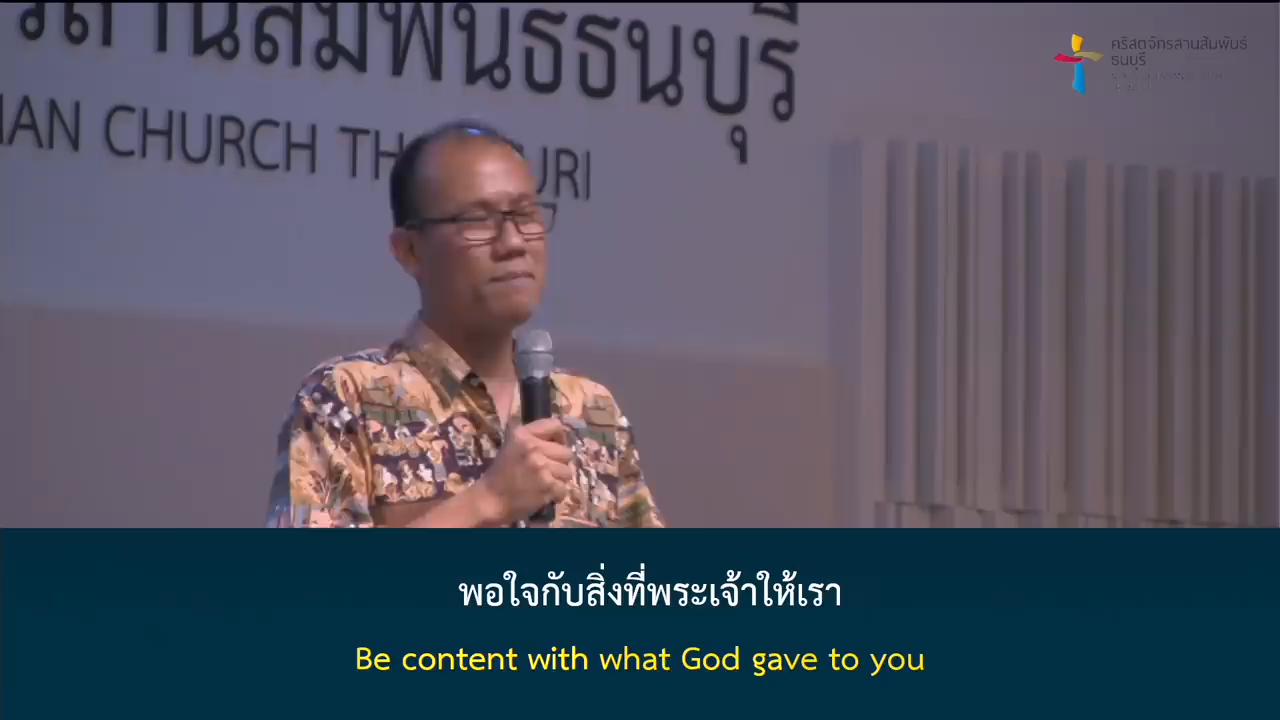 สานสัมพันธ์ธนบุรี
CHURCH
คริสตจักรสานสัมพันธ์
ธนบุรี
พอใจกับสิ่งที่พระเจ้าให้เรา
Be content with what God gave to you